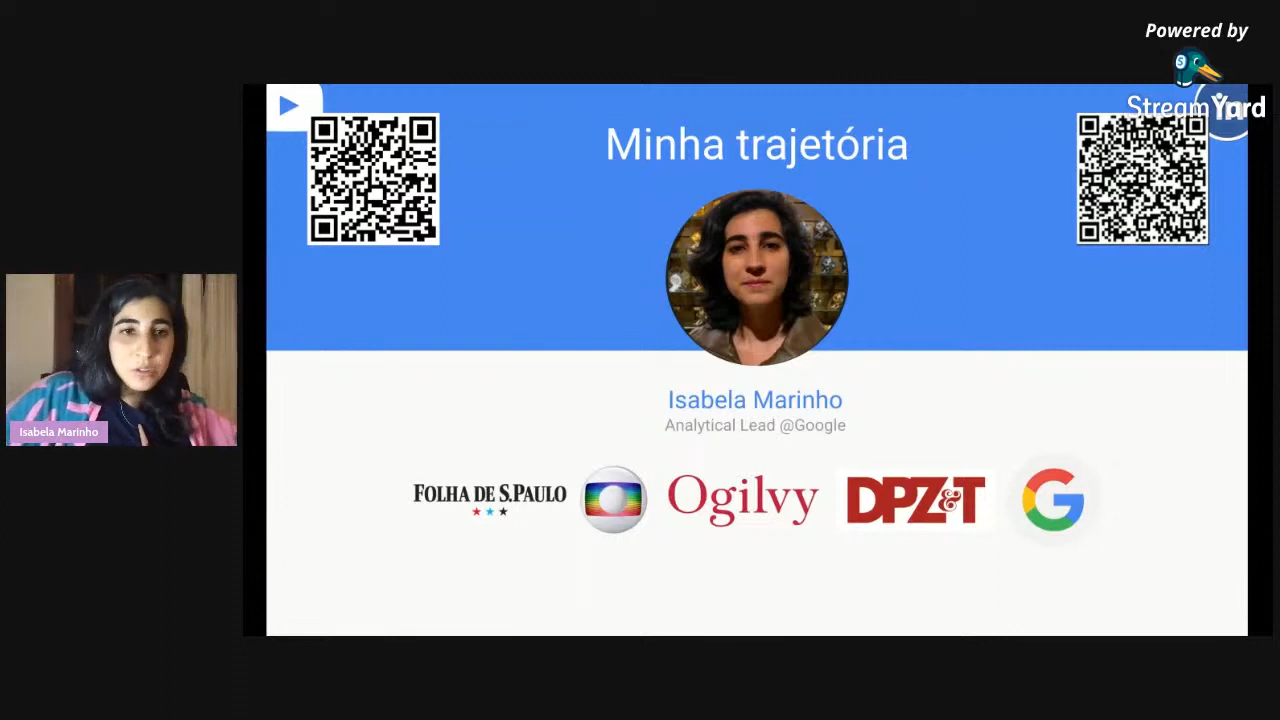 Powered by
StreamYard
Minha trajetória
Isabela Marinho
Analytical Lead @Google
Isabela Marinho
FOLHA DE S.PAULO
Ogilvy
DPZ&T
G